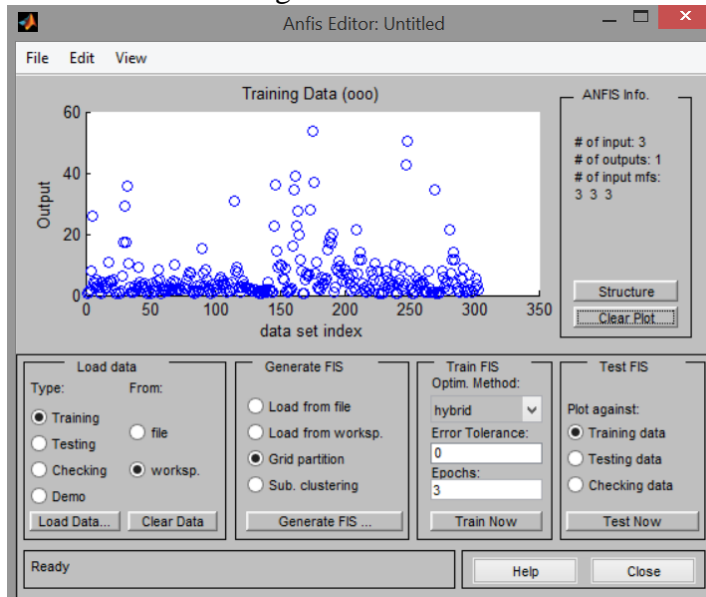 Anfis Editor: Untitled
File Edit View
Training Data (ooo)
60
40
20
0
Output
0 50 100 150 200 250 300 350
data set index
ANFIS Info.
# of input: 3
# of outputs: 1
# of input mfs:
3 3 3
Structure
Clear Plot
Load data
Type: From:
Training
Testing
Checking
Demo
file
worksp.
Load Data... Clear Data
Generate FIS
Load from file
Load from worksp.
Grid partition
Sub. clustering
Generate FIS ...
Train FIS
Optim. Method:
hybrid
Error Tolerance:
0
Epochs:
3
Train Now
Test FIS
Plot against:
Training data
Testing data
Checking data
Test Now
Ready
Help Close